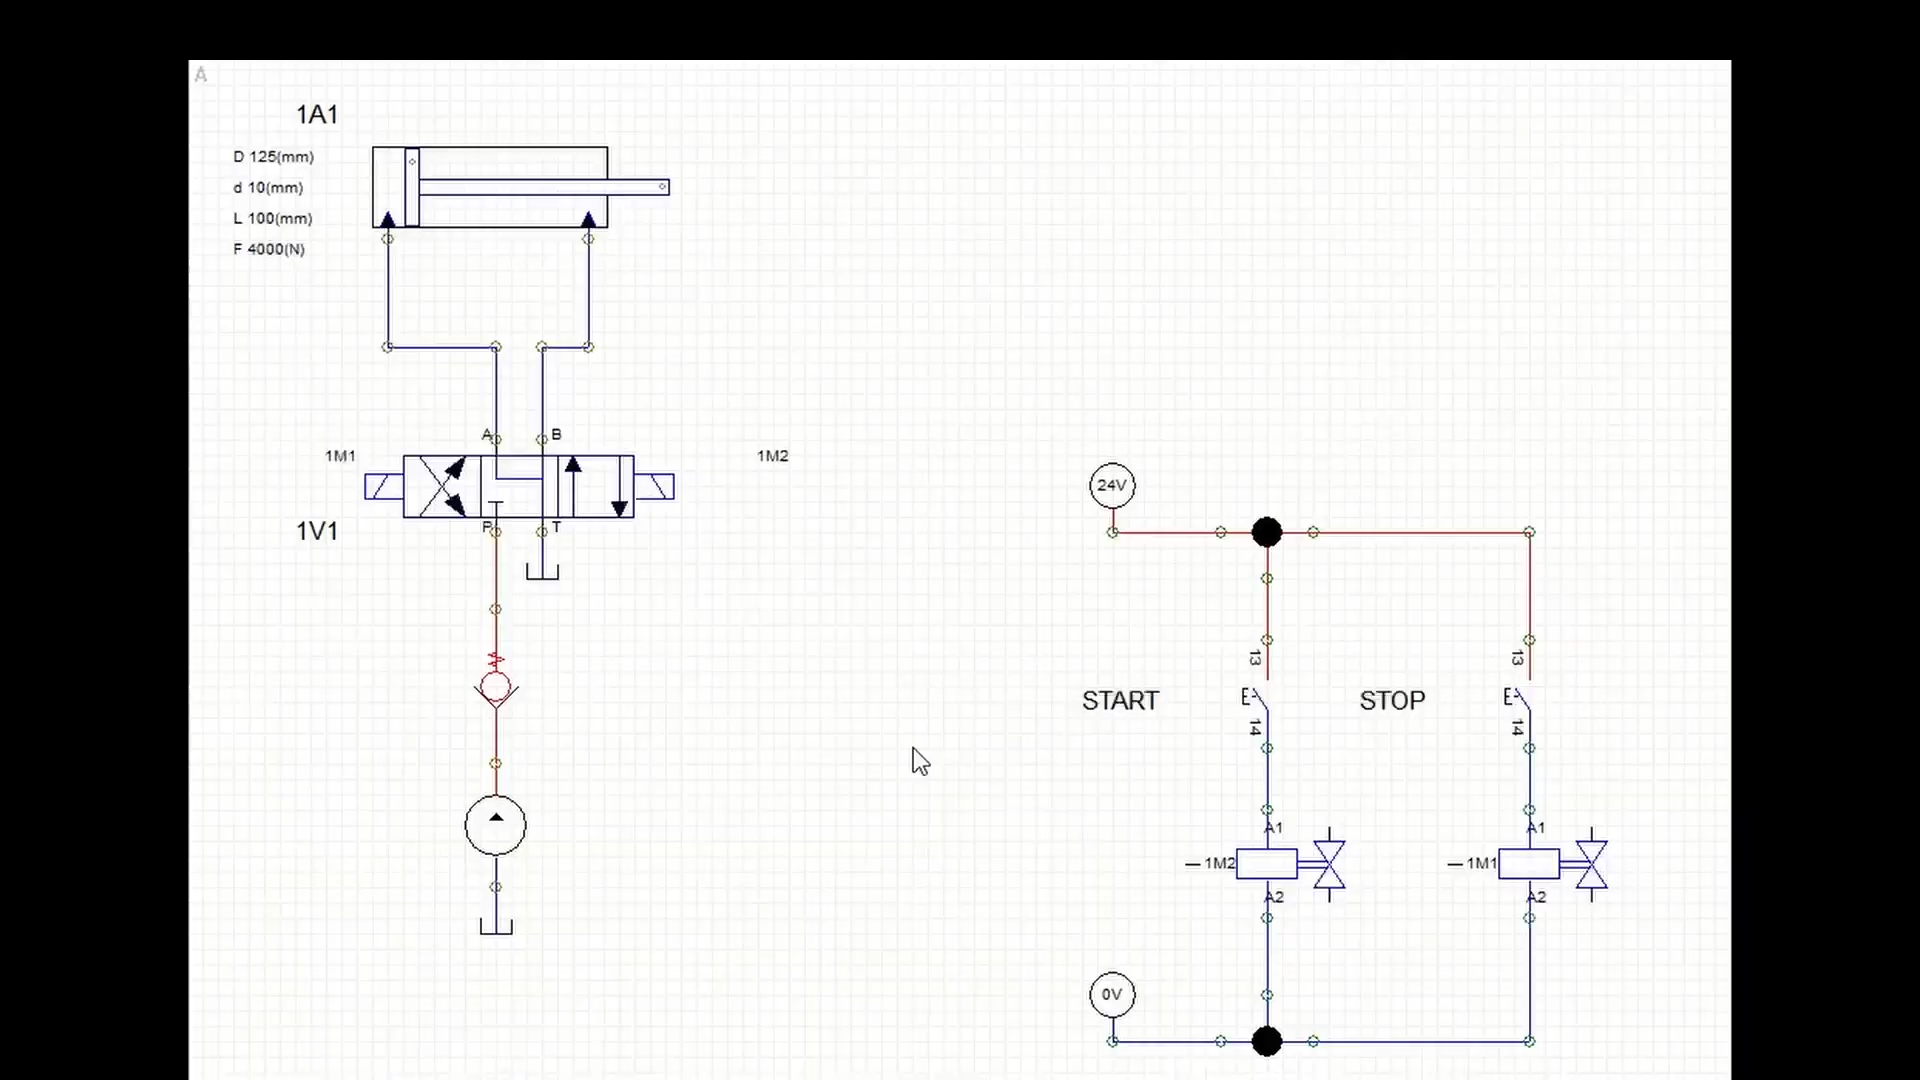 A
1A1
D 125(mm)
d 10(mm)
L 100(mm)
F 4000(N)
A B
1M1 1M2
24V
1V1
P T
13 13
START E STOP E
14 14
A1 A1
1M2 1M1
A2 A2
0V